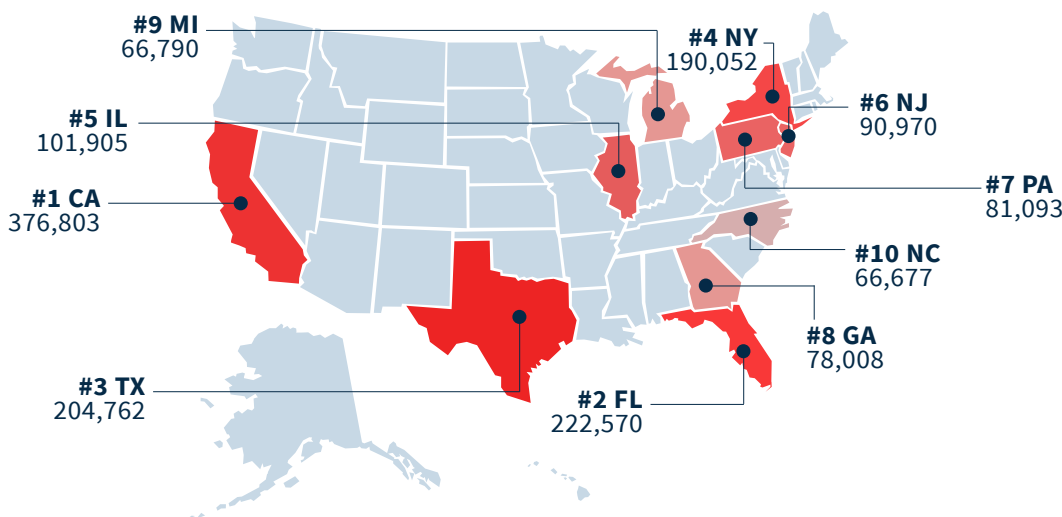 #9 MI
66,790
#4 NY
190,052
#5 IL
101,905
#6 NJ
90,970
#1 CA
376,803
#7 PA
81,093
#10 NC
66,677
#8 GA
78,008
#3 TX
204,762
#2 FL
222,570